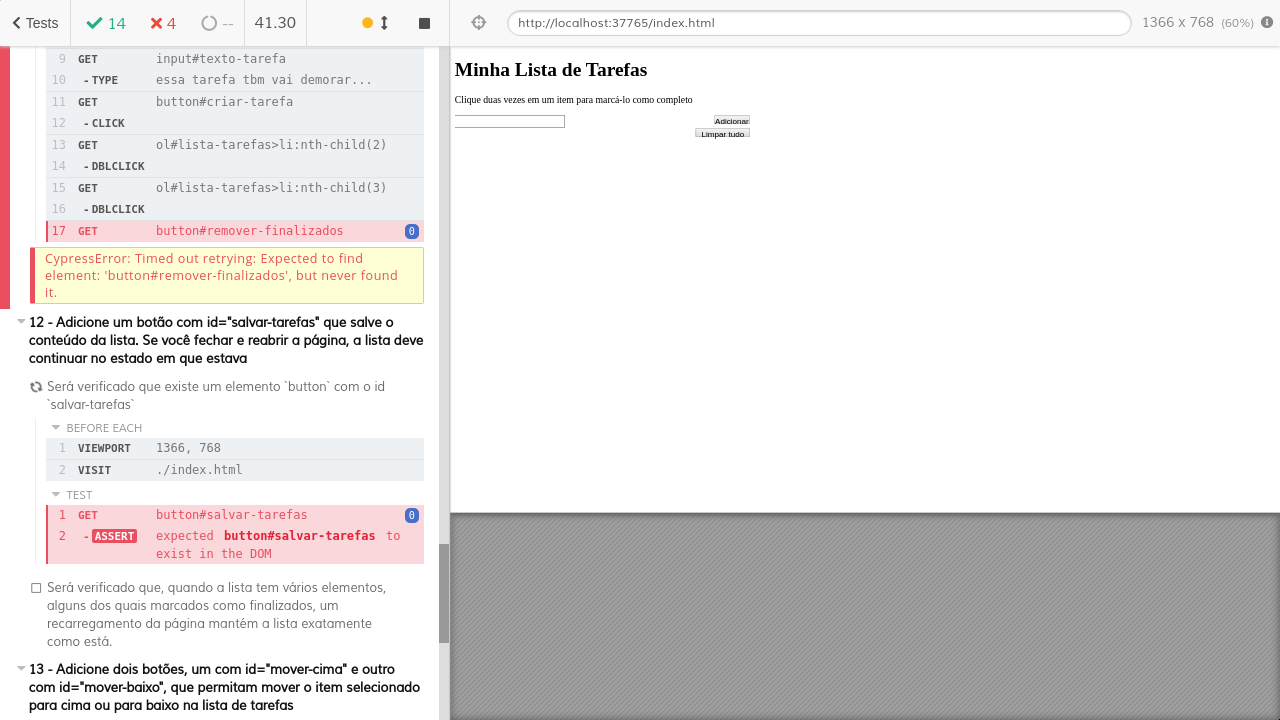 Tests 14 4 -- 41.30
http://localhost:37765/index.html 1366 x 768 (60%)
9 GET input#texto-tarefa
10 -TYPE essa tarefa tbm vai demorar...
11 GET button#criar-tarefa
12 -CLICK
13 GET ol#lista-tarefas>li:nth-child(2)
14 -DBLCLICK
15 GET ol#lista-tarefas>li:nth-child(3)
16 -DBLCLICK
17 GET button#remover-finalizados 0
CypressError: Timed out retrying: Expected to find
element: 'button#remover-finalizados', but never found
it.
12 - Adicione um botão com id="salvar-tarefas" que salve o
conteúdo da lista. Se você fechar e reabrir a página, a lista deve
continuar no estado em que estava
Será verificado que existe um elemento `button` com o id
`salvar-tarefas`
BEFORE EACH
1 VIEWPORT 1366, 768
2 VISIT ./index.html
TEST
1 GET button#salvar-tarefas 0
2 -ASSERT expected button#salvar-tarefas to
exist in the DOM
Será verificado que, quando a lista tem vários elementos,
alguns dos quais marcados como finalizados, um
recarregamento da página mantém a lista exatamente
como está.
13 - Adicione dois botões, um com id="mover-cima" e outro
com id="mover-baixo", que permitam mover o item selecionado
para cima ou para baixo na lista de tarefas
Minha Lista de Tarefas
Clique duas vezes em um item para marcá-lo como completo
Adicionar
Limpar tudo